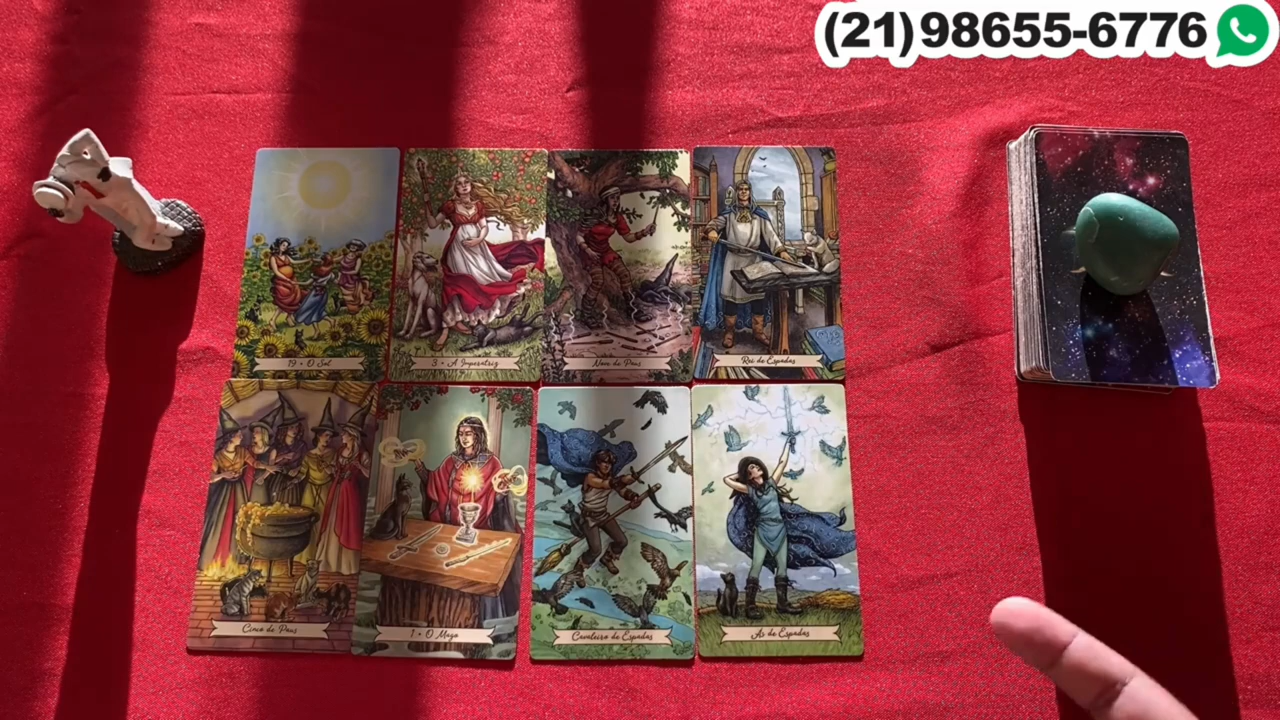 (21)98655-6776
19 • O Sol
3 • A Imperatriz
Nove de Paus
Rei de Espadas
Cinco de Paus
1 • O Mago
Cavaleiro de Espadas
Ás de Espadas